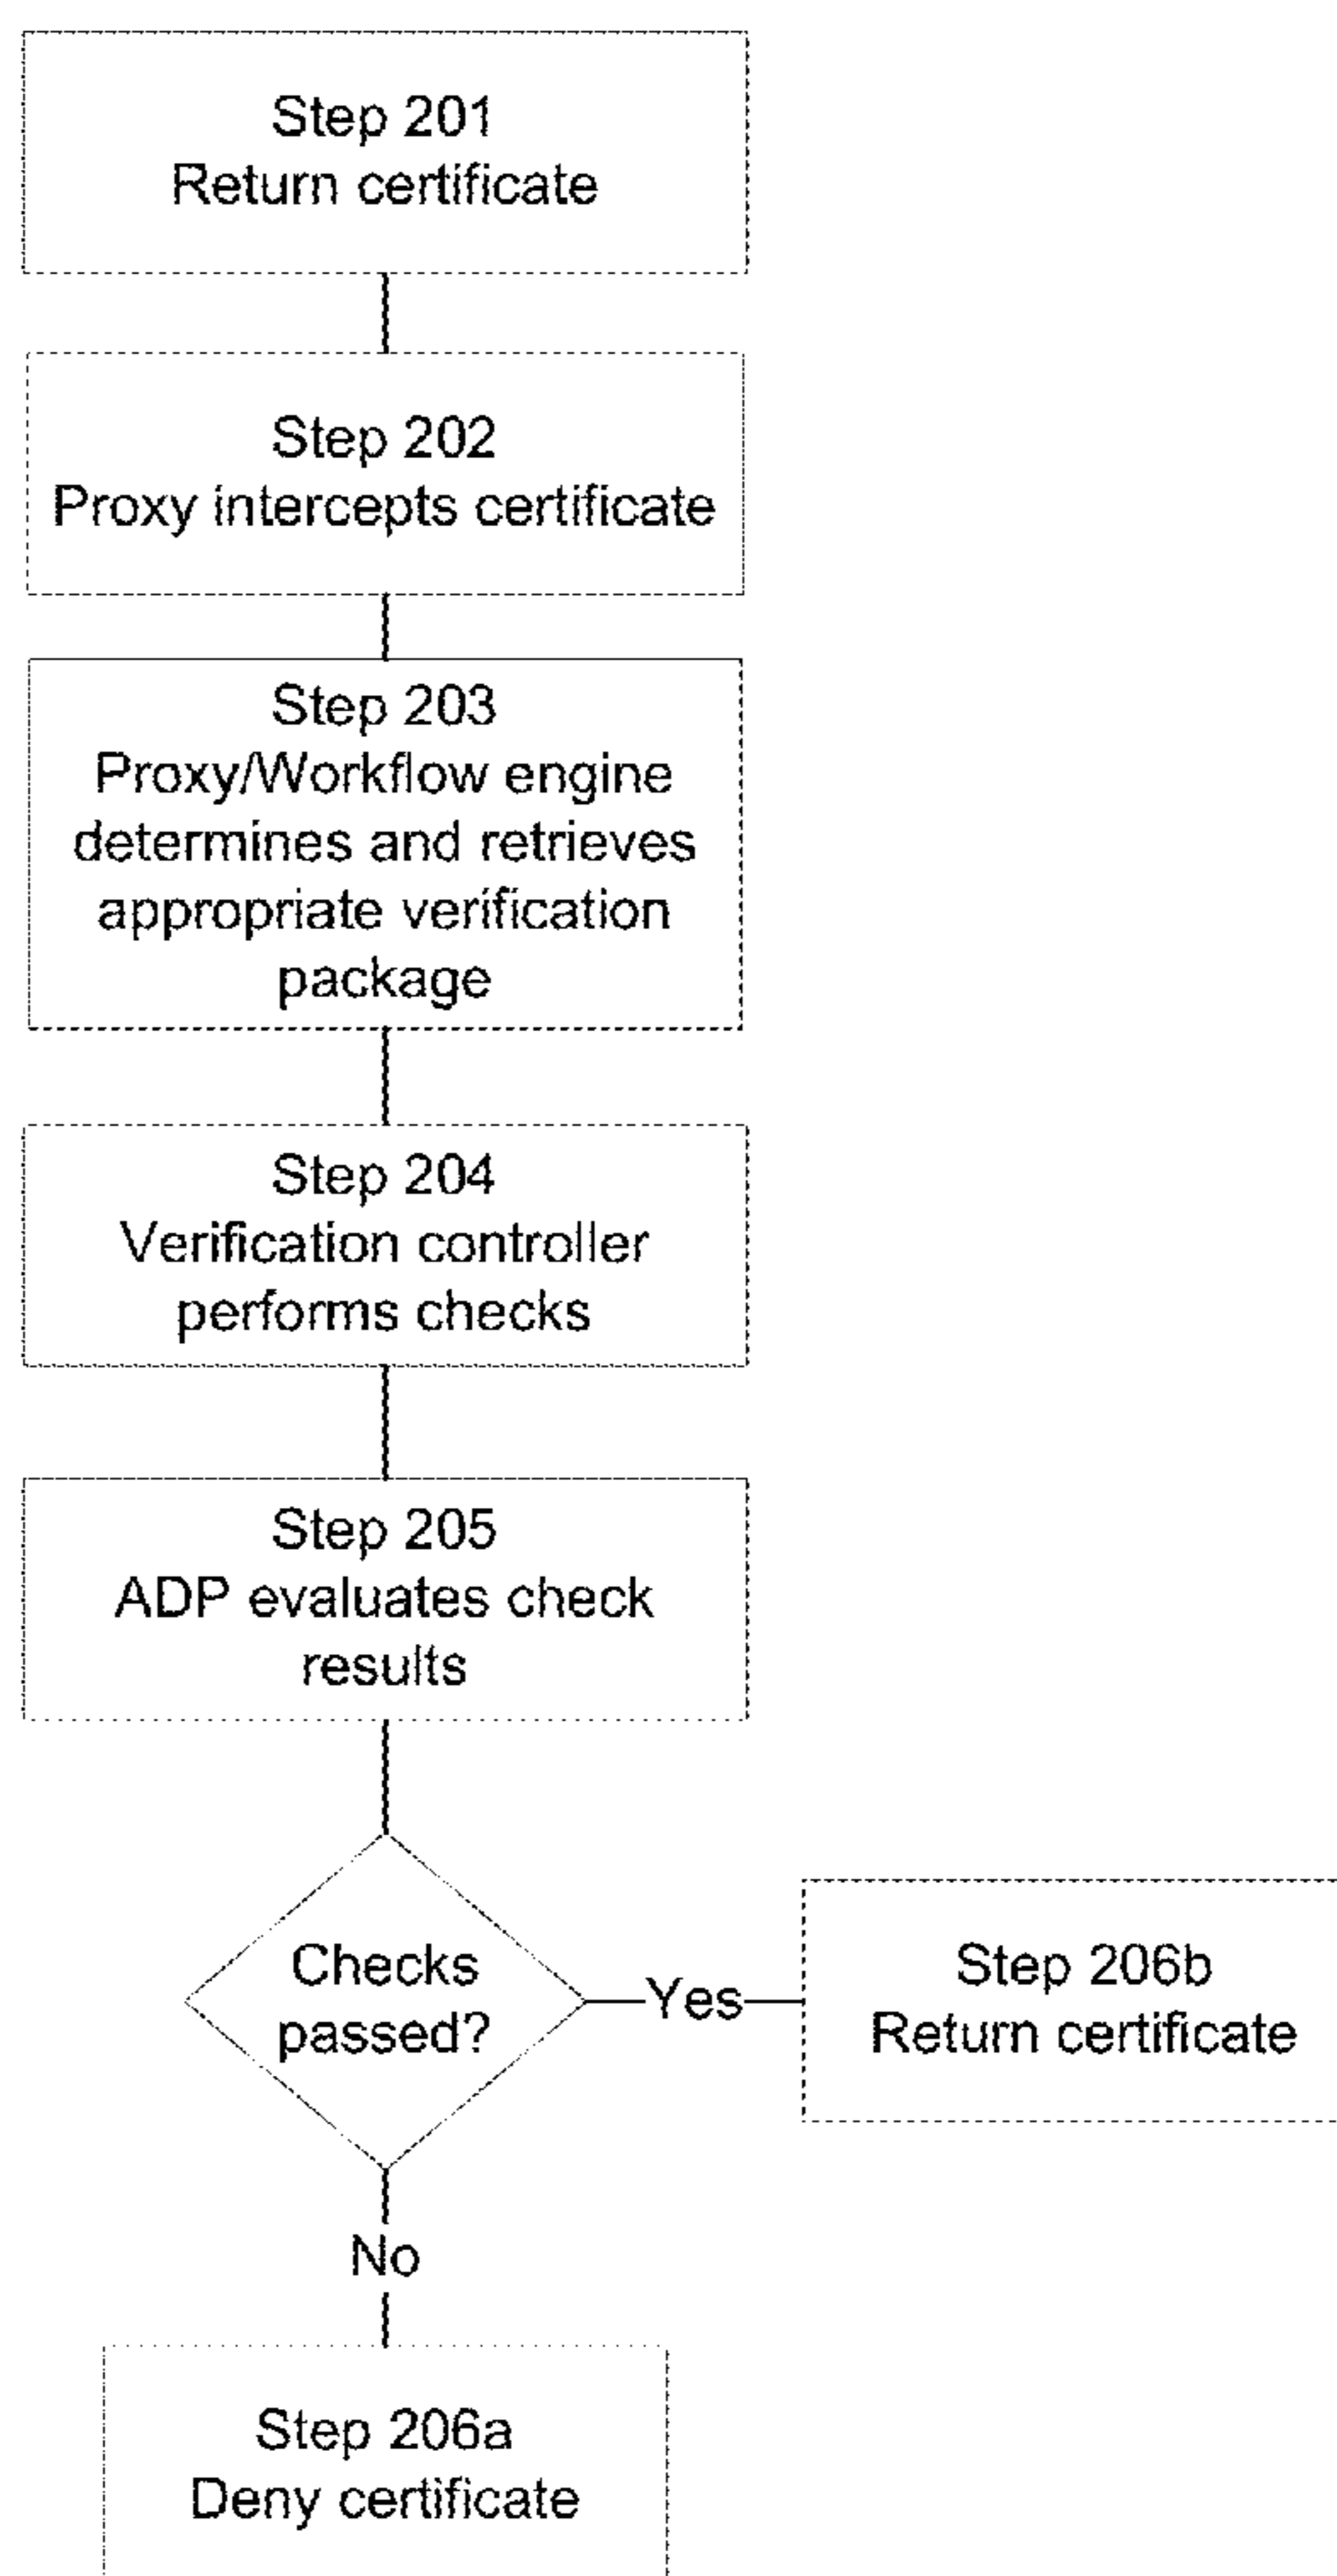 Step 201
Return certificate
Step 202
Proxy intercepts certificate
Step 203
Proxy/Workflow engine
determines and retrieves
appropriate verification
package
Step 204
Verification controller
performs checks
Step 205
ADP evaluates check
results
Checks
passed?
Yes
Step 206b
Return certificate
No
Step 206a
Deny certificate